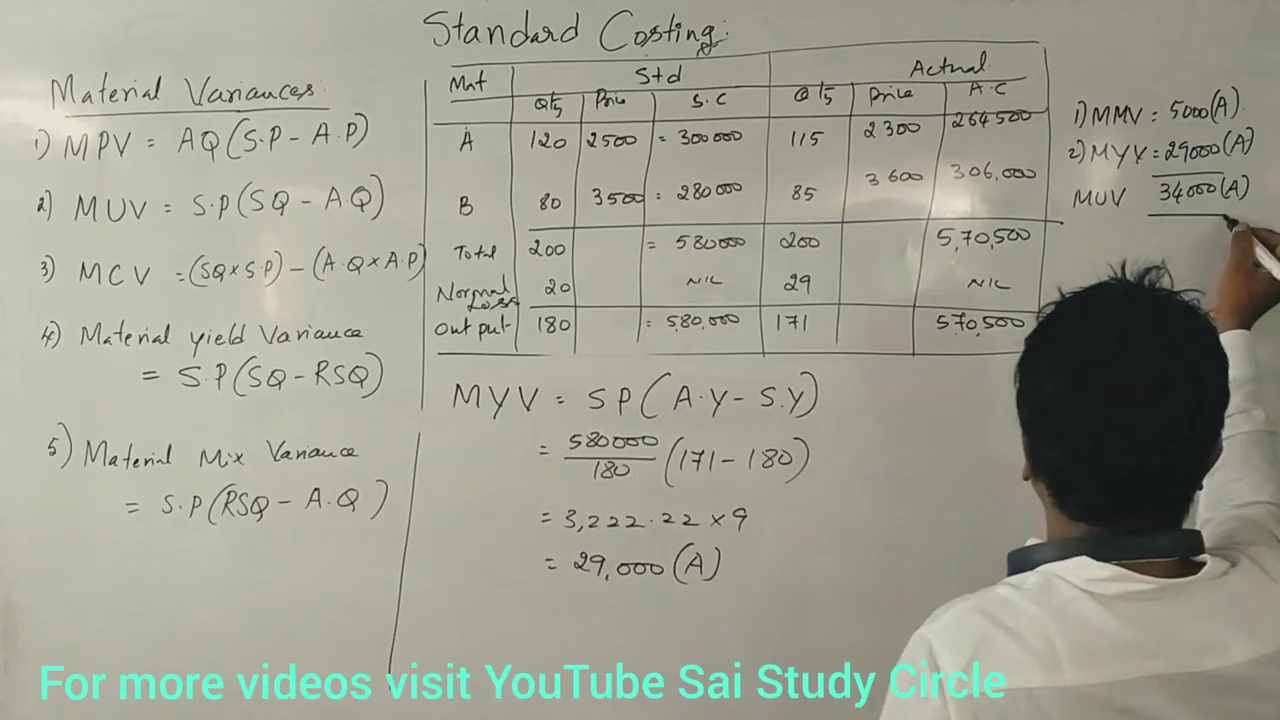 Standard Costing:
Material Variances
1) MPV = AQ(S.P - A.P)
2) MUV = S.P(SQ - A.Q)
3) MCV = (SQ×S.P) - (A.Q×A.P)
4) Material yield Variance
= S.P(SQ - RSQ)
5) Material Mix Variance
= S.P(RSQ - A.Q)
Mat Std Actual
Qty Price S.C Qty Price A.C
A 120 2500 = 300000 115 2300 264500
B 80 3500 = 280000 85 3600 306,000
Total 200 = 580000 200 5,70,500
Normal Loss 20 NIL 29 NIL
Output 180 = 580,000 171 570,500
MYV = SP(A.Y - S.Y)
= 580000/180 (171 - 180)
= 3,222.22 × 9
= 29,000 (A)
1) MMV = 5000(A).
2) MYV = 29000(A)
MUV 34000(A)
For more videos visit YouTube Sai Study Circle